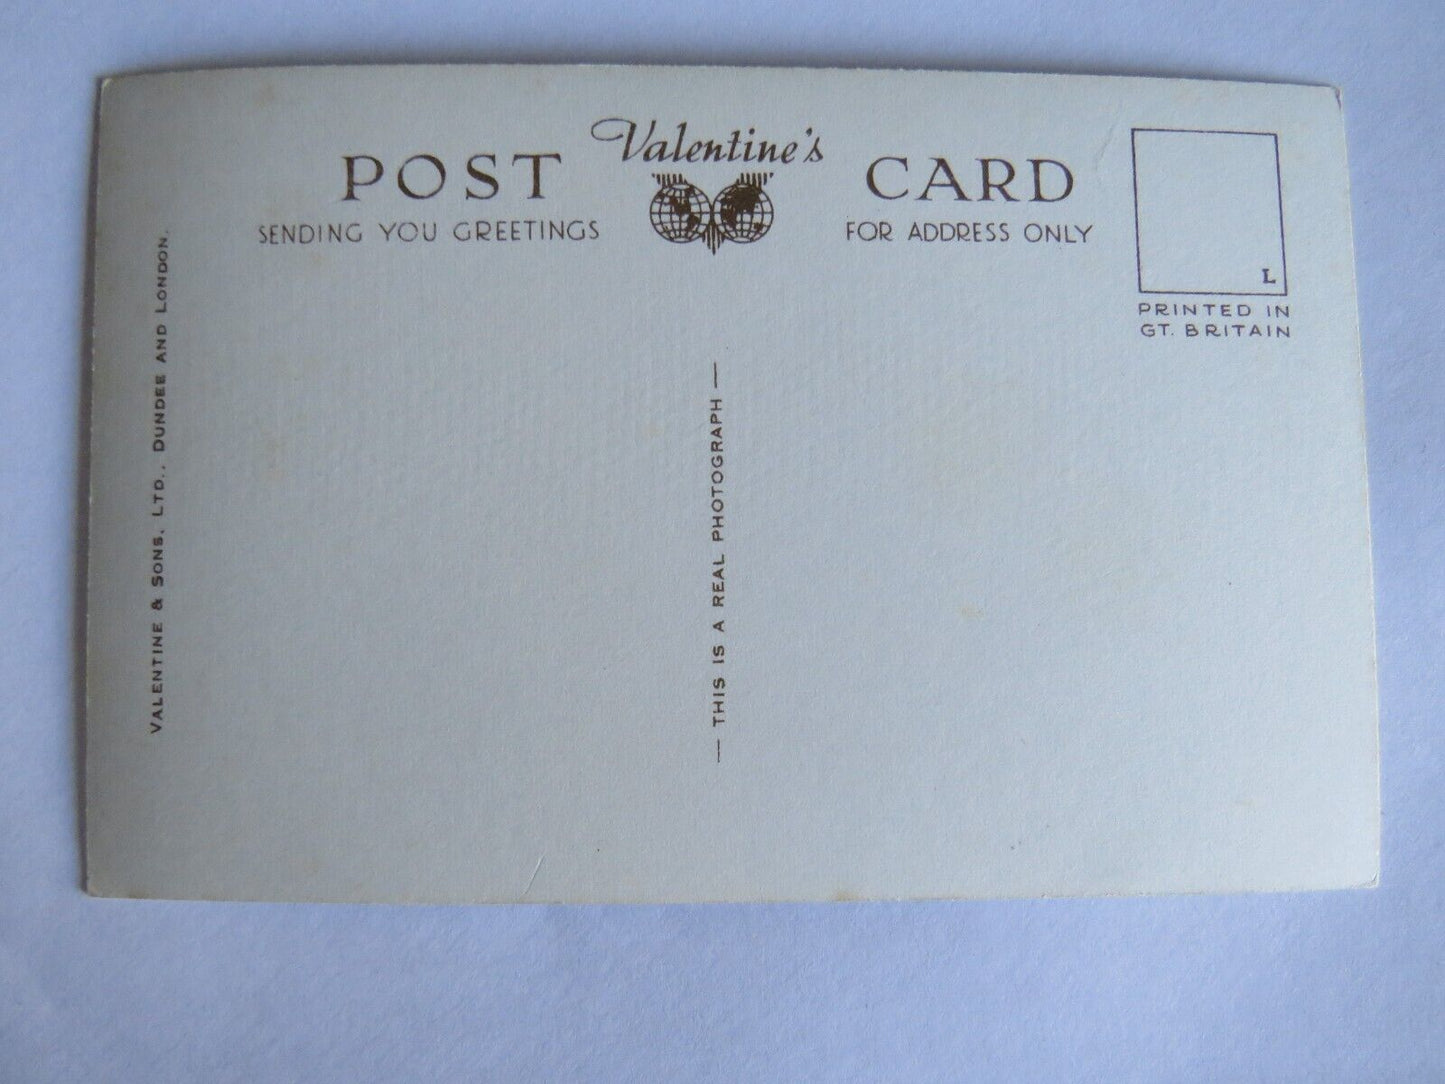 Valentine's
POST CARD
SENDING YOU GREETINGS
FOR ADDRESS ONLY
L
PRINTED IN
GT. BRITAIN
VALENTINE & SONS, LTD., DUNDEE AND LONDON.
— THIS IS A REAL PHOTOGRAPH —